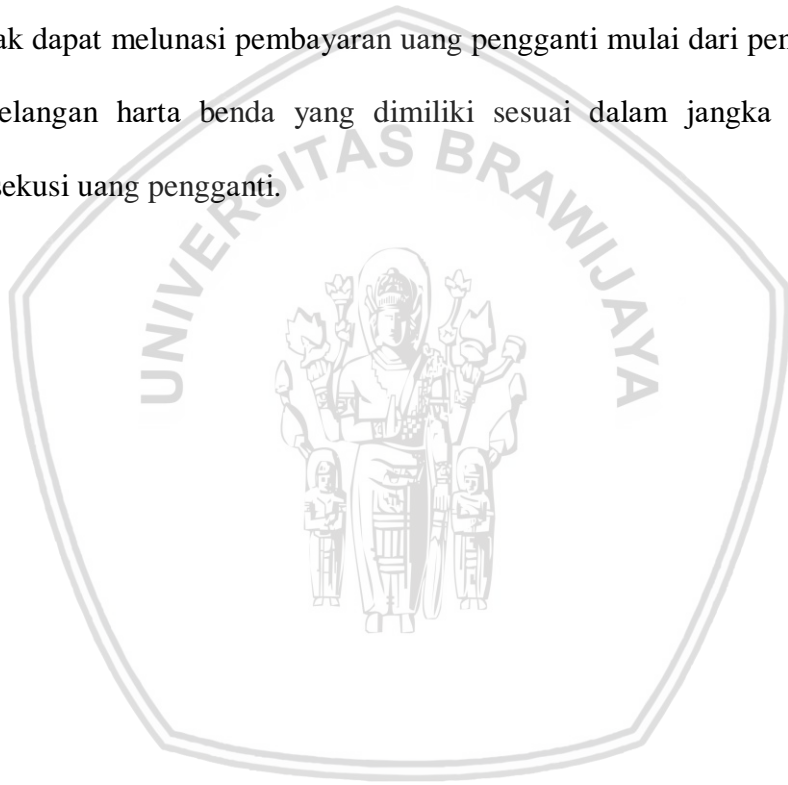 ak dapat melunasi pembayaran uang pengganti mulai dari pen
elangan harta benda yang dimiliki sesuai dalam jangka
sekusi uang pengganti.
UNIVERSITAS BRAWIJAYA